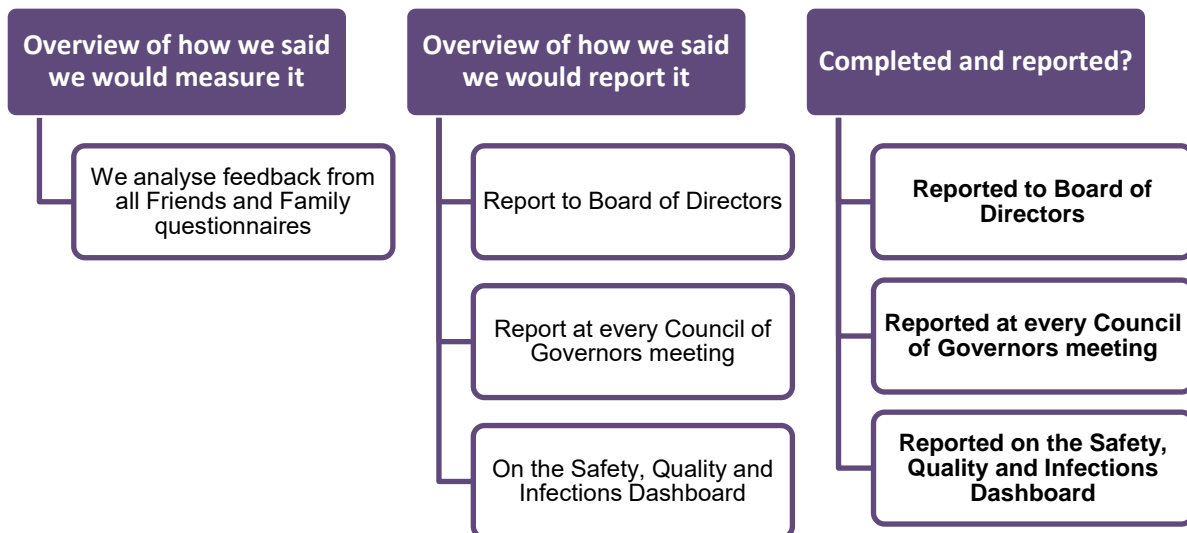 Overview of how we said
we would measure it
We analyse feedback from
all Friends and Family
questionnaires
Overview of how we said
we would report it
Report to Board of Directors
Report at every Council of
Governors meeting
On the Safety, Quality and
Infections Dashboard
Completed and reported?
Reported to Board of
Directors
Reported at every Council
of Governors meeting
Reported on the Safety,
Quality and Infections
Dashboard